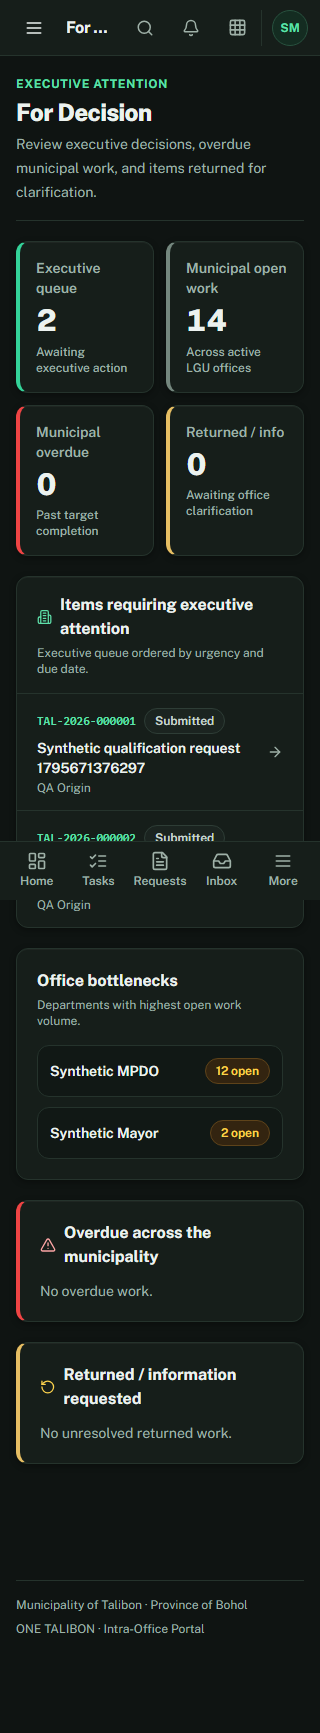 For ...
SM
EXECUTIVE ATTENTION
For Decision
Review executive decisions, overdue
municipal work, and items returned for
clarification.
Executive
queue
2
Awaiting
executive action
Municipal open
work
14
Across active
LGU offices
Municipal
overdue
0
Past target
completion
Returned / info
0
Awaiting office
clarification
Items requiring executive
attention
Executive queue ordered by urgency and
due date.
TAL-2026-000001 Submitted
Synthetic qualification request
1795671376297
QA Origin
TAL-2026-000002 Submitted
Home Tasks Requests Inbox More
QA Origin
Office bottlenecks
Departments with highest open work
volume.
Synthetic MPDO 12 open
Synthetic Mayor 2 open
Overdue across the
municipality
No overdue work.
Returned / information
requested
No unresolved returned work.
Municipality of Talibon · Province of Bohol
ONE TALIBON · Intra-Office Portal